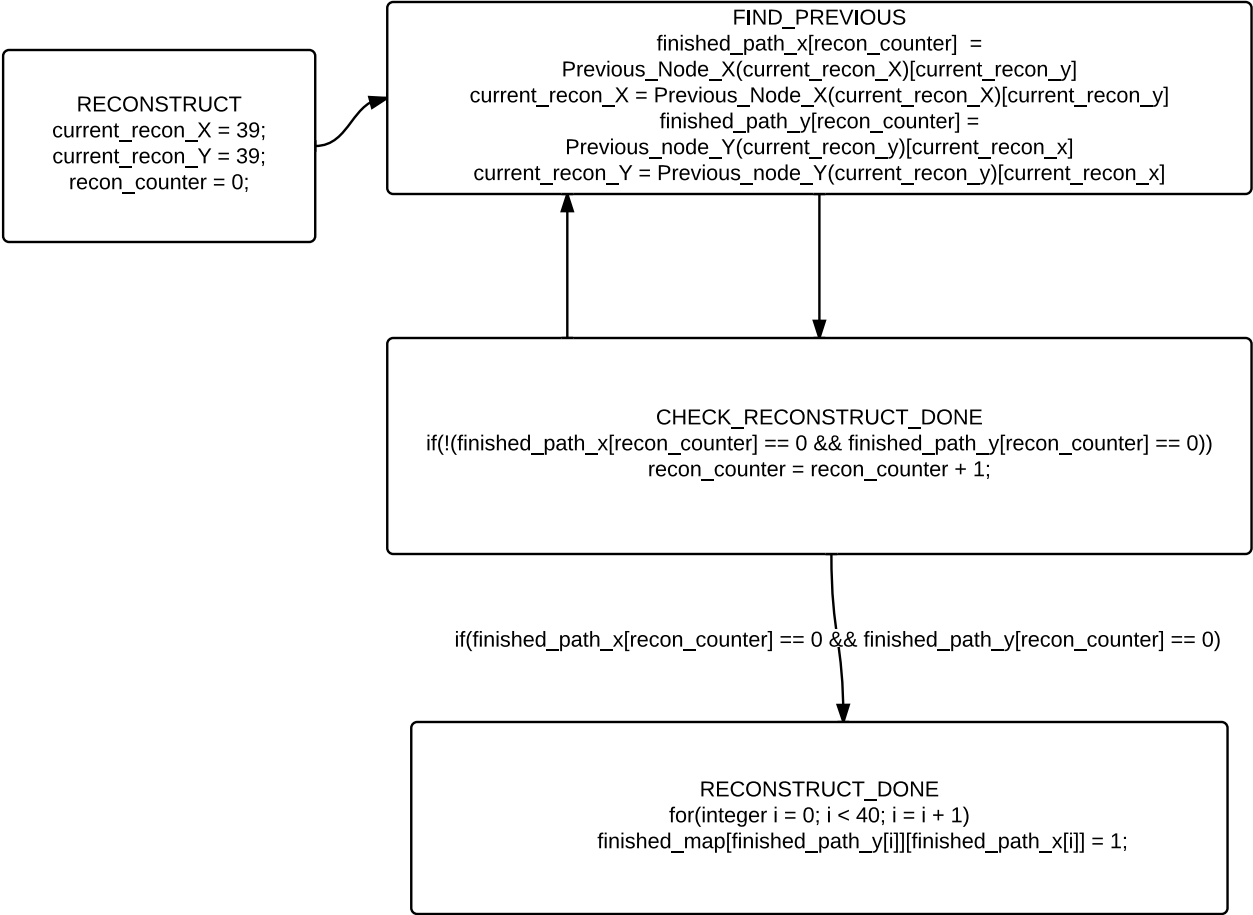 RECONSTRUCT
current_recon_X = 39;
current_recon_Y = 39;
recon_counter = 0;
FIND_PREVIOUS
finished_path_x[recon_counter]  =
Previous_Node_X(current_recon_X)[current_recon_y]
current_recon_X = Previous_Node_X(current_recon_X)[current_recon_y]
finished_path_y[recon_counter] =
Previous_node_Y(current_recon_y)[current_recon_x]
current_recon_Y = Previous_node_Y(current_recon_y)[current_recon_x]
CHECK_RECONSTRUCT_DONE
if(!(finished_path_x[recon_counter] == 0 && finished_path_y[recon_counter] == 0))
recon_counter = recon_counter + 1;
if(finished_path_x[recon_counter] == 0 && finished_path_y[recon_counter] == 0)
RECONSTRUCT_DONE
for(integer i = 0; i < 40; i = i + 1)
finished_map[finished_path_y[i]][finished_path_x[i]] = 1;